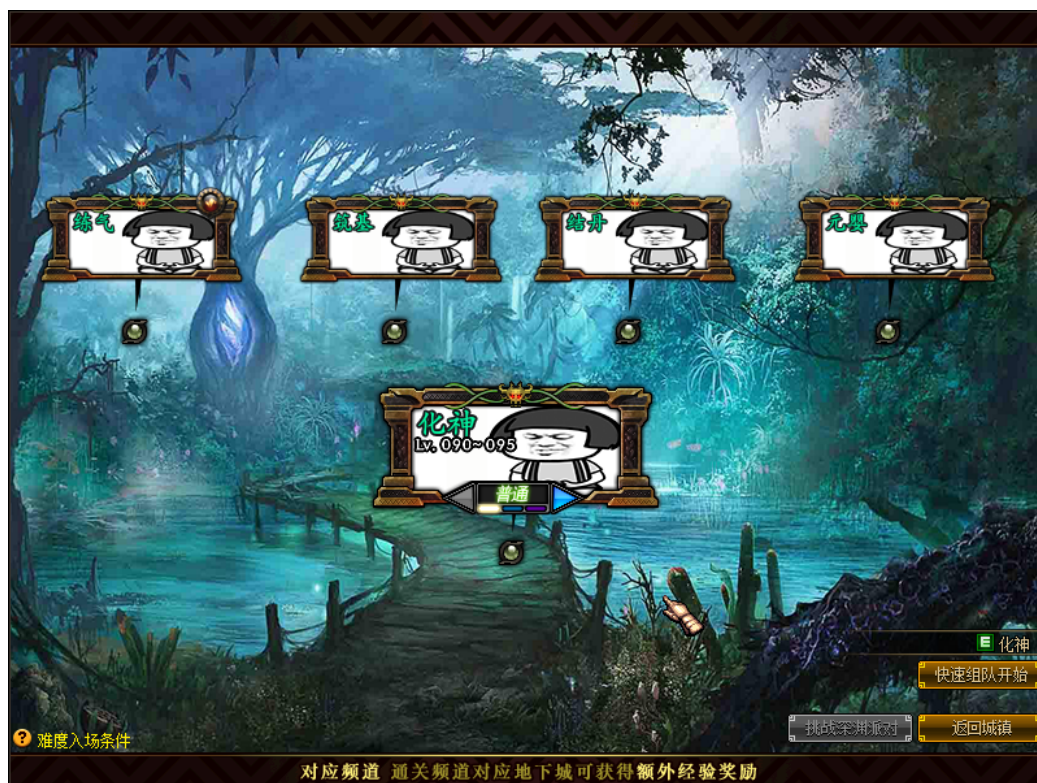 练气
筑基
结丹
元婴
化神
Lv. 090~095
普通
E 化神
快速组队开始
挑战深渊派对
返回城镇
? 难度入场条件
对应频道 通关频道对应地下城可获得额外经验奖励